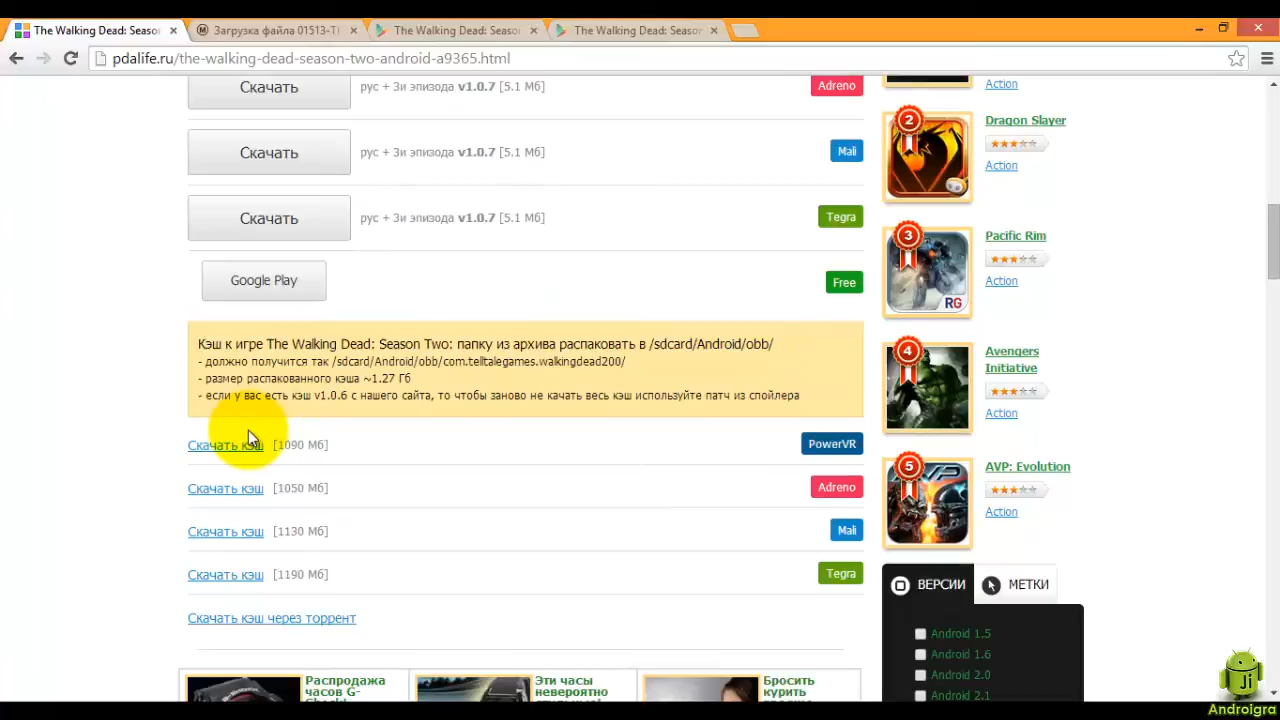 The Walking Dead: Seaso
Загрузка файла 01513-Ti
The Walking Dead: Seaso
The Walking Dead: Seaso
pdalife.ru/the-walking-dead-season-two-android-a9365.html
Скачать рус + 3и эпизода v1.0.7 [5.1 Мб] Adreno
Скачать рус + 3и эпизода v1.0.7 [5.1 Мб] Mali
Скачать рус + 3и эпизода v1.0.7 [5.1 Мб] Tegra
Google Play Free
Кэш к игре The Walking Dead: Season Two: папку из архива распаковать в /sdcard/Android/obb/
- должно получится так /sdcard/Android/obb/com.telltalegames.walkingdead200/
- размер распакованного кэша ~1.27 Гб
- если у вас есть кэш v1.0.6 с нашего сайта, то чтобы заново не качать весь кэш используйте патч из спойлера
Скачать кэш [1090 Мб] PowerVR
Скачать кэш [1050 Мб] Adreno
Скачать кэш [1130 Мб] Mali
Скачать кэш [1190 Мб] Tegra
Скачать кэш через торрент
Распродажа
часов G-
Эти часы
невероятно
Бросить
курить
Action
2
Dragon Slayer
Action
3
Pacific Rim
RG
Action
4
Avengers
Initiative
Action
5
AVP: Evolution
Action
ВЕРСИИ
МЕТКИ
Android 1.5
Android 1.6
Android 2.0
Android 2.1
Ji
Androigra